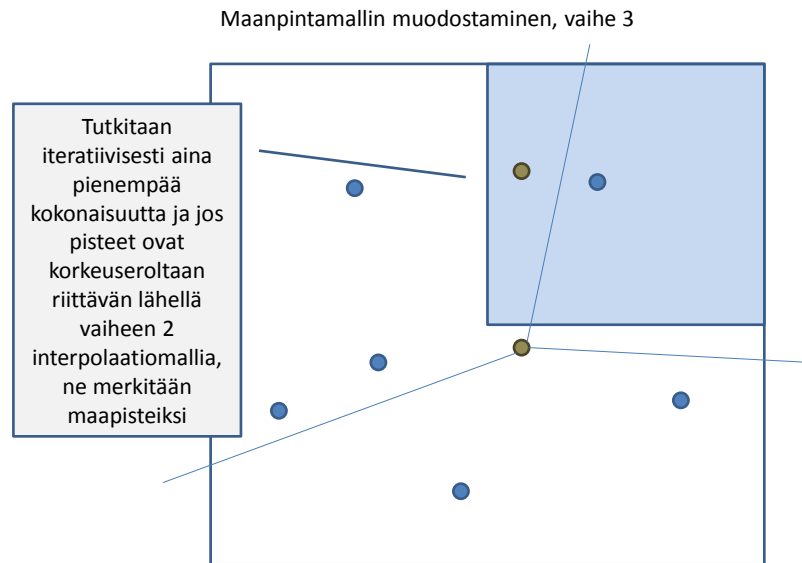 Maanpintamallin muodostaminen, vaihe 3
Tutkitaan
iteratiivisesti aina
pienempää
kokonaisuutta ja jos
pisteet ovat
korkeuseroltaan
riittävän lähellä
vaiheen 2
interpolaatiomallia,
ne merkitään
maapisteiksi